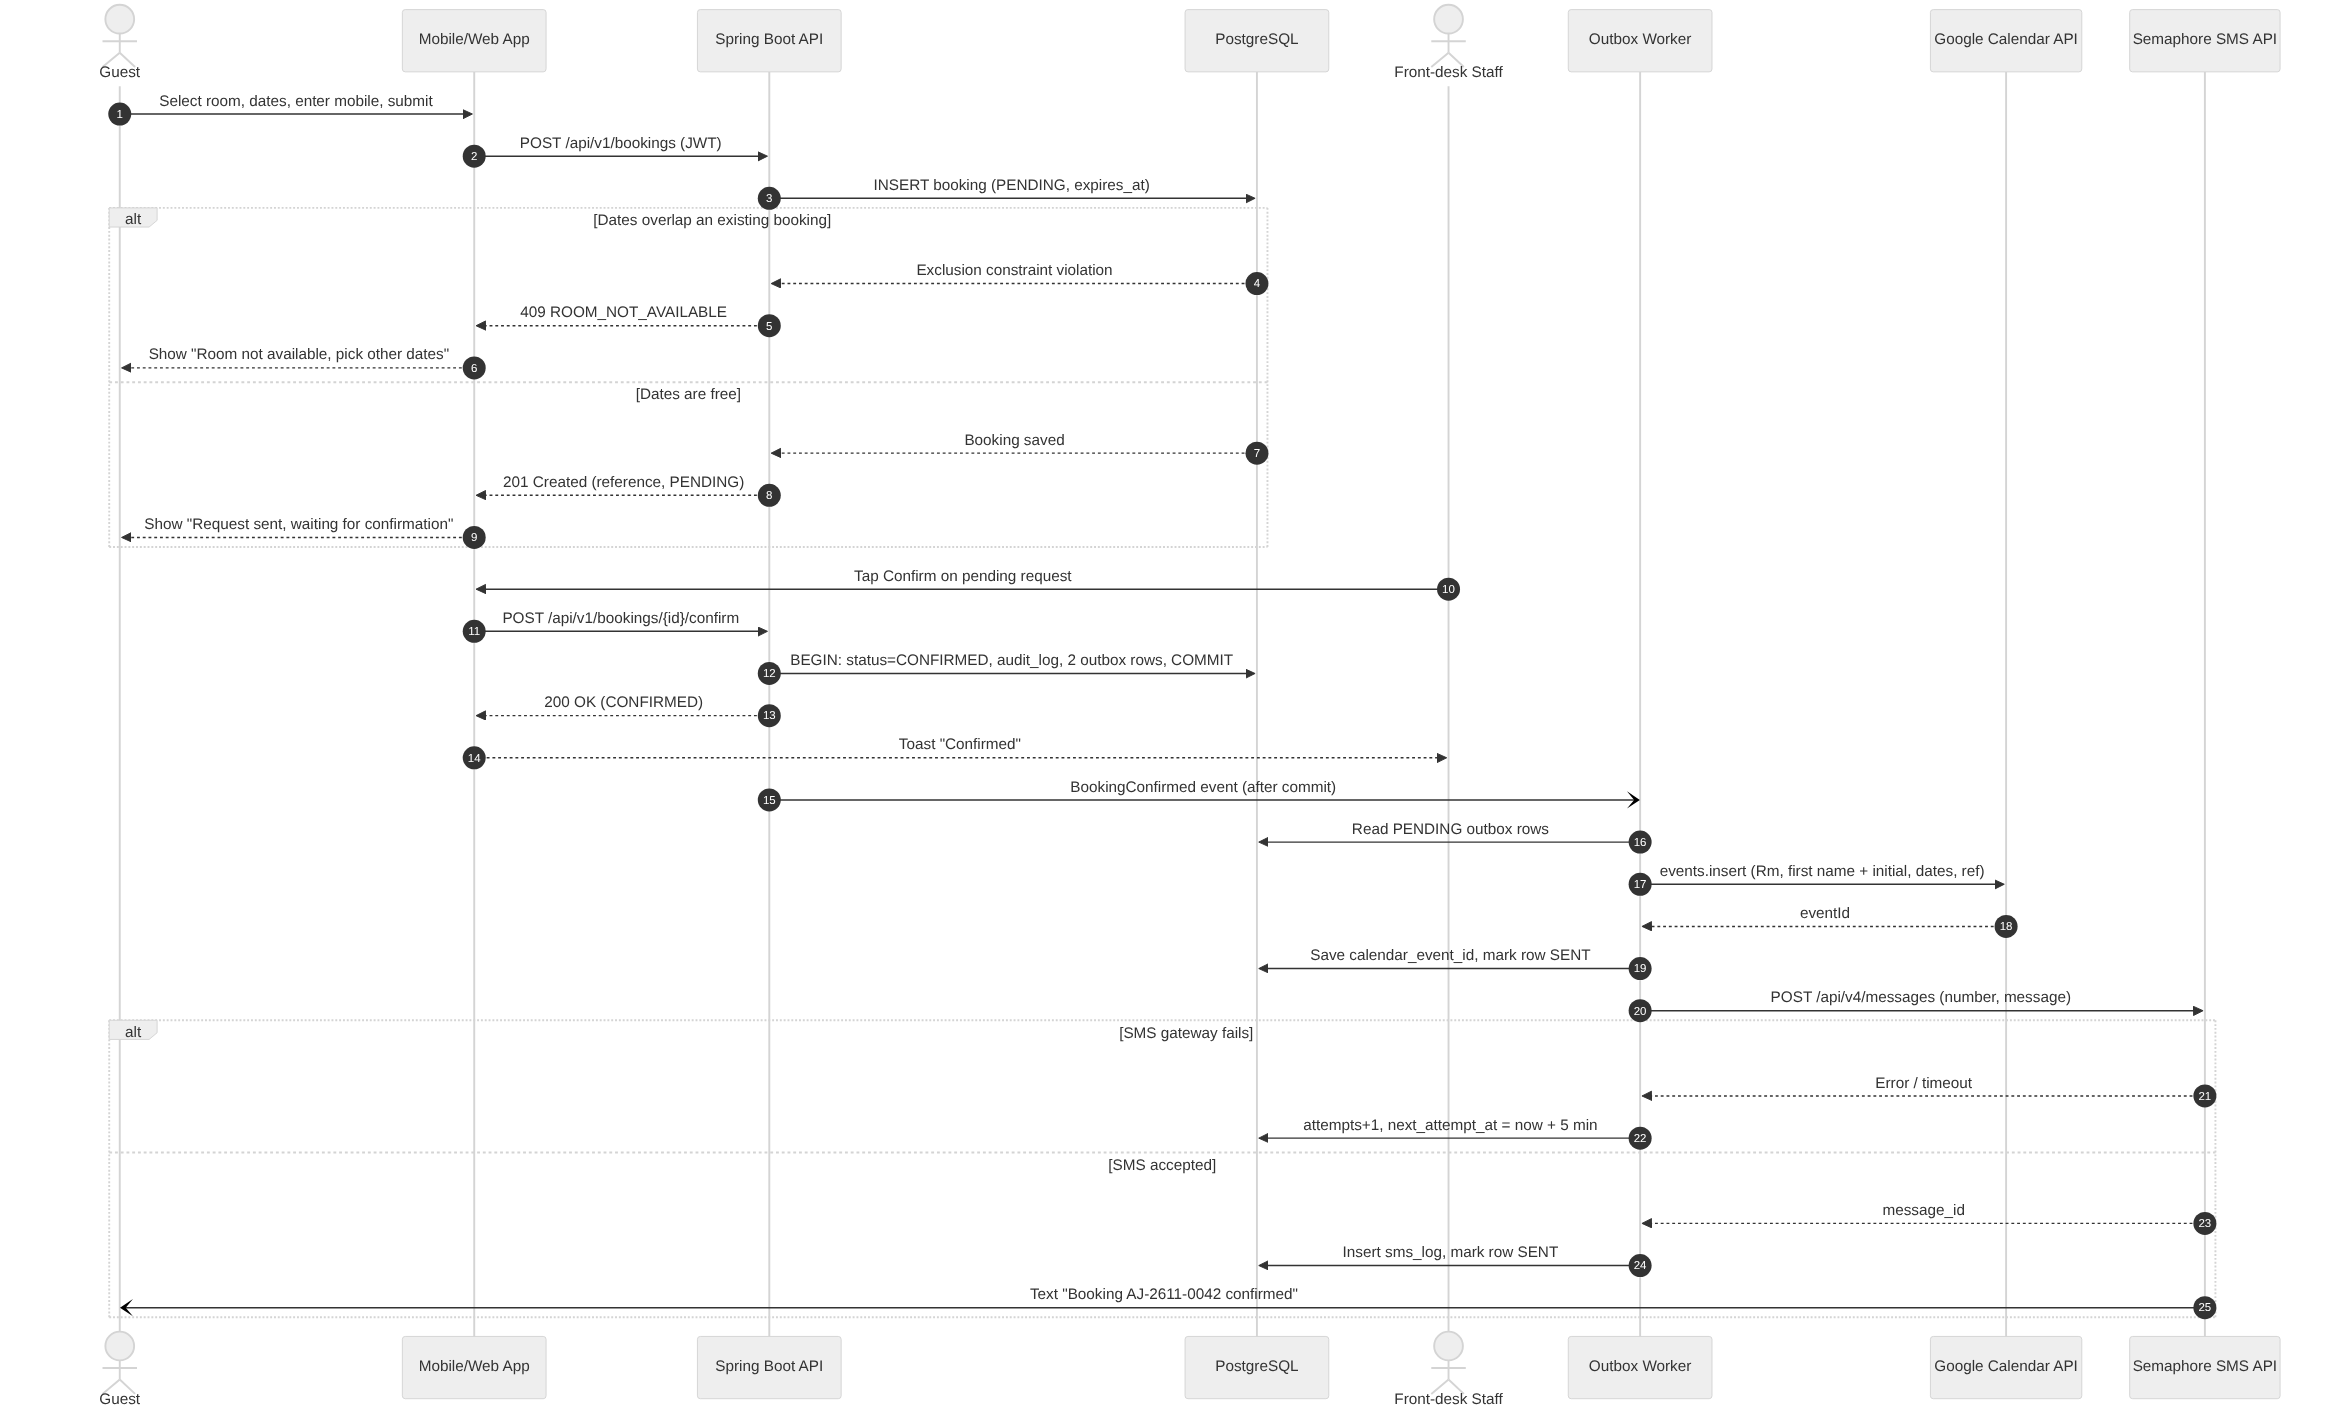 Guest
Mobile/Web App
Spring Boot API
PostgreSQL
Front-desk Staff
Outbox Worker
Google Calendar API
Semaphore SMS API
1 Select room, dates, enter mobile, submit
2 POST /api/v1/bookings (JWT)
3 INSERT booking (PENDING, expires_at)
alt [Dates overlap an existing booking]
Exclusion constraint violation 4
409 ROOM_NOT_AVAILABLE 5
Show "Room not available, pick other dates" 6
[Dates are free]
Booking saved 7
201 Created (reference, PENDING) 8
Show "Request sent, waiting for confirmation" 9
Tap Confirm on pending request 10
11 POST /api/v1/bookings/{id}/confirm
12 BEGIN: status=CONFIRMED, audit_log, 2 outbox rows, COMMIT
200 OK (CONFIRMED) 13
14 Toast "Confirmed"
15 BookingConfirmed event (after commit)
Read PENDING outbox rows 16
17 events.insert (Rm, first name + initial, dates, ref)
eventId 18
Save calendar_event_id, mark row SENT 19
20 POST /api/v4/messages (number, message)
alt [SMS gateway fails]
Error / timeout 21
attempts+1, next_attempt_at = now + 5 min 22
[SMS accepted]
message_id 23
Insert sms_log, mark row SENT 24
Text "Booking AJ-2611-0042 confirmed" 25
Guest
Mobile/Web App
Spring Boot API
PostgreSQL
Front-desk Staff
Outbox Worker
Google Calendar API
Semaphore SMS API